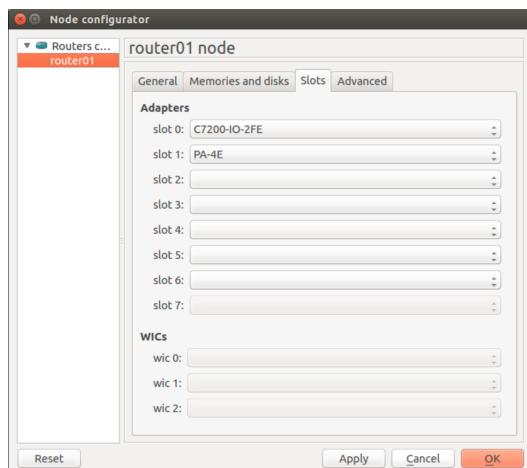 Node configurator
Routers c...
router01
router01 node
General Memories and disks Slots Advanced
Adapters
slot 0: C7200-IO-2FE
slot 1: PA-4E
slot 2:
slot 3:
slot 4:
slot 5:
slot 6:
slot 7:
WICs
wic 0:
wic 1:
wic 2:
Reset Apply Cancel OK